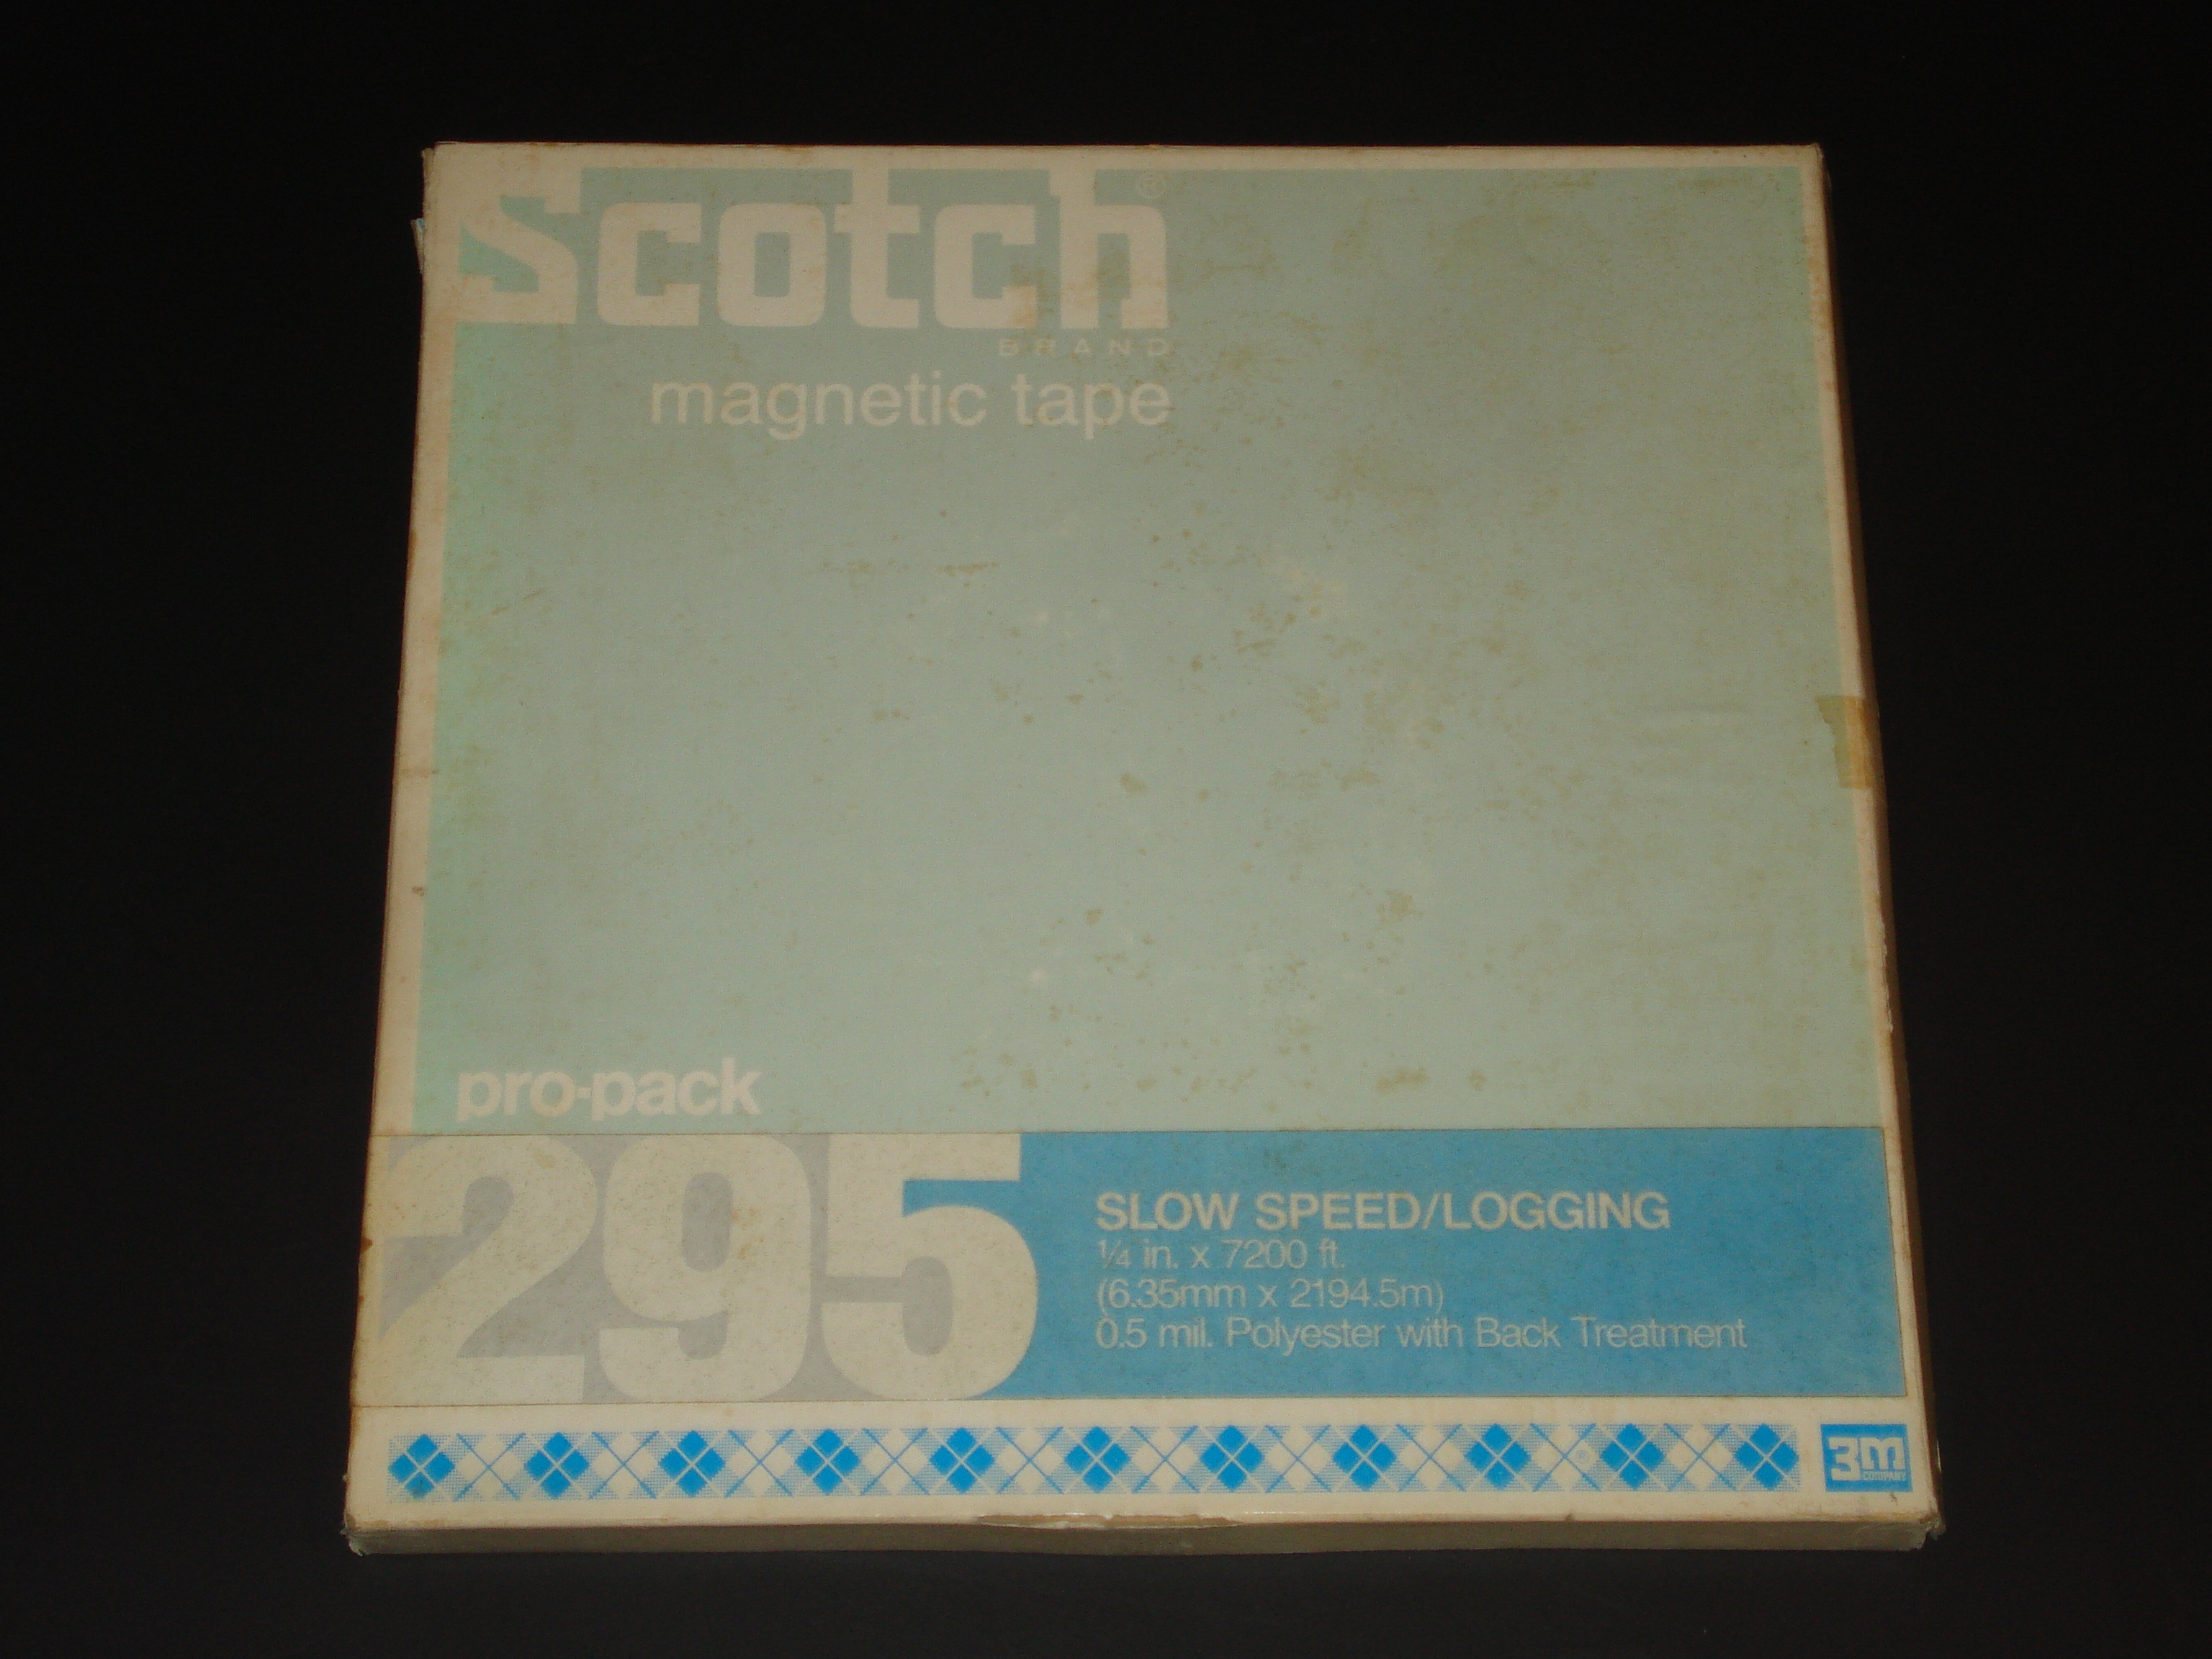 Scotch®
BRAND
magnetic tape
pro-pack
295
SLOW SPEED/LOGGING
¼ in. x 7200 ft.
(6.35mm x 2194.5m)
0.5 mil. Polyester with Back Treatment
3M
COMPANY